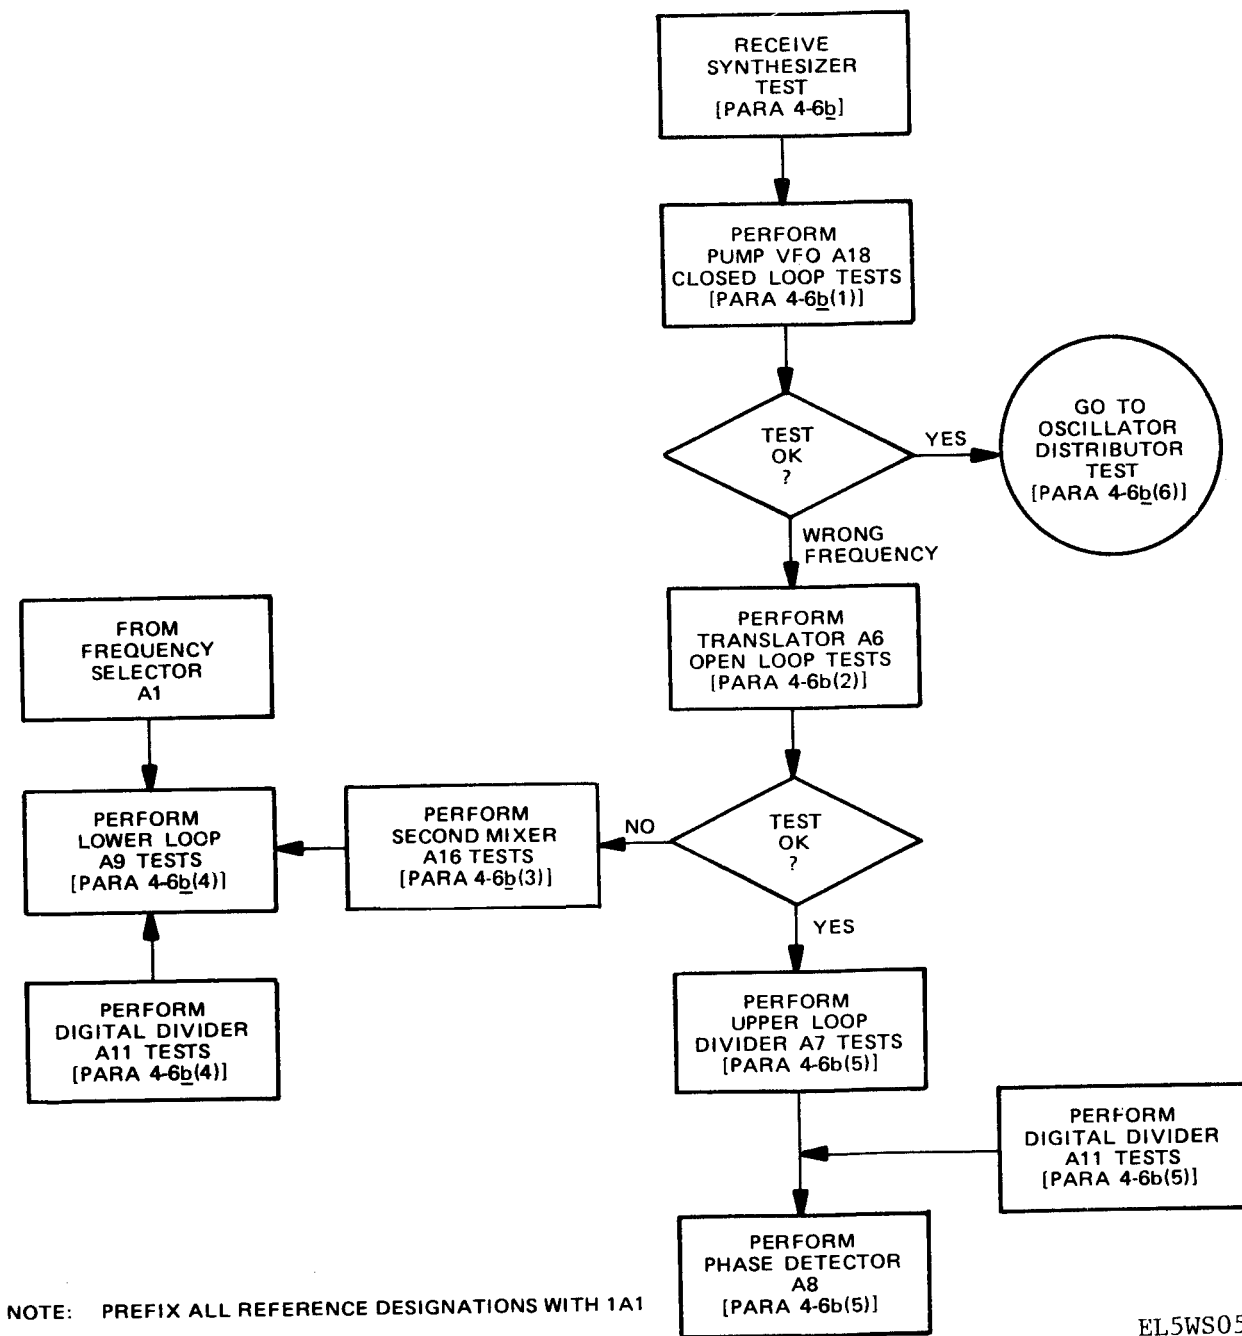 RECEIVE
SYNTHESIZER
TEST
[PARA 4-6b]
PERFORM
PUMP VFO A18
CLOSED LOOP TESTS
[PARA 4-6b(1)]
TEST
OK
?
YES
GO TO
OSCILLATOR
DISTRIBUTOR
TEST
[PARA 4-6b(6)]
WRONG
FREQUENCY
PERFORM
TRANSLATOR A6
OPEN LOOP TESTS
[PARA 4-6b(2)]
FROM
FREQUENCY
SELECTOR
A1
TEST
OK
?
NO
PERFORM
SECOND MIXER
A16 TESTS
[PARA 4-6b(3)]
PERFORM
LOWER LOOP
A9 TESTS
[PARA 4-6b(4)]
PERFORM
DIGITAL DIVIDER
A11 TESTS
[PARA 4-6b(4)]
YES
PERFORM
UPPER LOOP
DIVIDER A7 TESTS
[PARA 4-6b(5)]
PERFORM
DIGITAL DIVIDER
A11 TESTS
[PARA 4-6b(5)]
PERFORM
PHASE DETECTOR
A8
[PARA 4-6b(5)]
NOTE: PREFIX ALL REFERENCE DESIGNATIONS WITH 1A1
EL5WS05